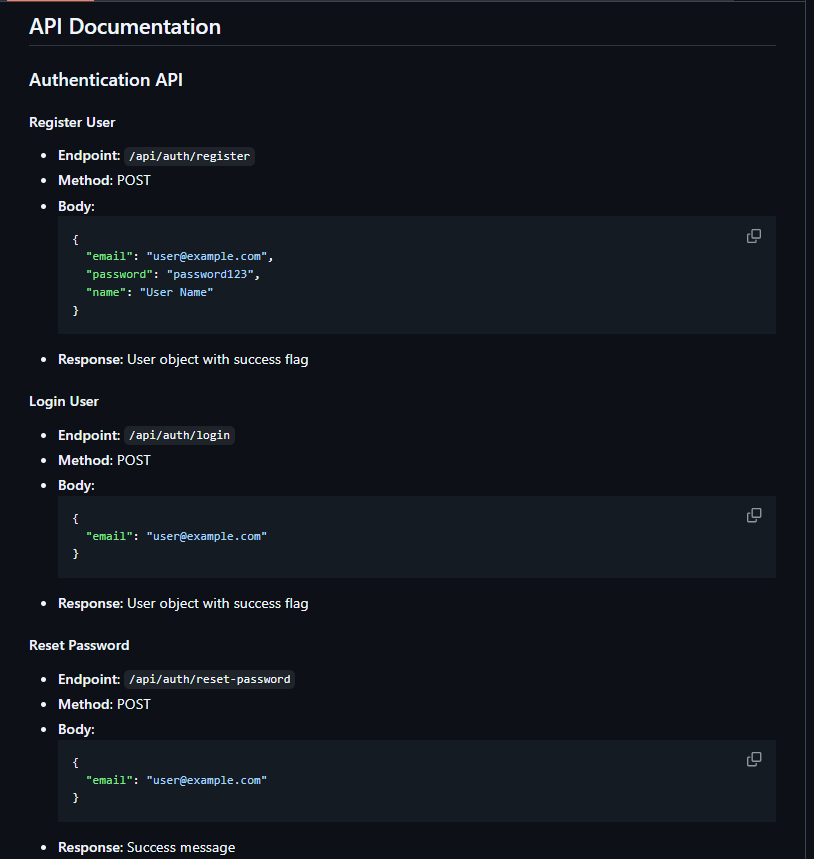 API Documentation
Authentication API
Register User
Endpoint: /api/auth/register
Method: POST
Body:
{
"email": "user@example.com",
"password": "password123",
"name": "User Name"
}
Response: User object with success flag
Login User
Endpoint: /api/auth/login
Method: POST
Body:
{
"email": "user@example.com"
}
Response: User object with success flag
Reset Password
Endpoint: /api/auth/reset-password
Method: POST
Body:
{
"email": "user@example.com"
}
Response: Success message